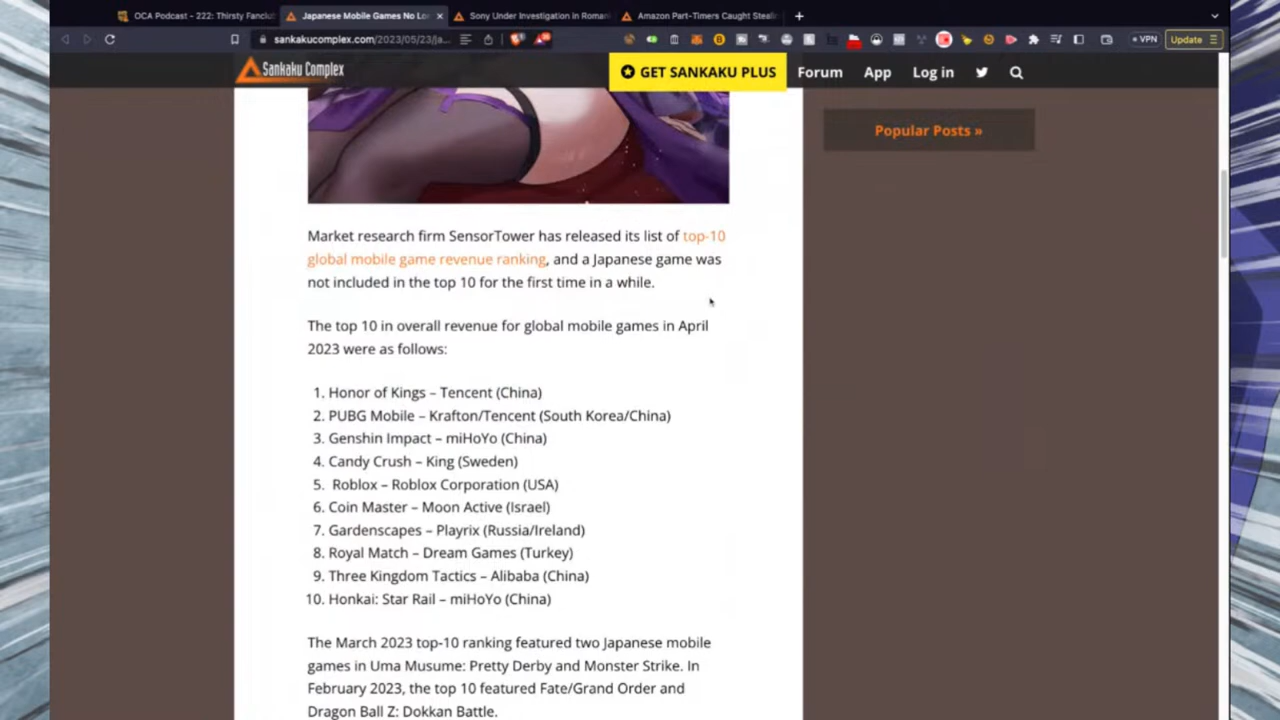 OCA Podcast - 222: Thirsty Fanclu
Japanese Mobile Games No Lo
Sony Under Investigation in Romani
Amazon Part-Timers Caught Steali
sankakucomplex.com/2023/05/23/ja...
VPN
Update
Sankaku Complex
GET SANKAKU PLUS
Forum
App
Log in
Popular Posts »
Market research firm SensorTower has released its list of top-10
global mobile game revenue ranking, and a Japanese game was
not included in the top 10 for the first time in a while.
The top 10 in overall revenue for global mobile games in April
2023 were as follows:
1. Honor of Kings – Tencent (China)
2. PUBG Mobile – Krafton/Tencent (South Korea/China)
3. Genshin Impact – miHoYo (China)
4. Candy Crush – King (Sweden)
5. Roblox – Roblox Corporation (USA)
6. Coin Master – Moon Active (Israel)
7. Gardenscapes – Playrix (Russia/Ireland)
8. Royal Match – Dream Games (Turkey)
9. Three Kingdom Tactics – Alibaba (China)
10. Honkai: Star Rail – miHoYo (China)
The March 2023 top-10 ranking featured two Japanese mobile
games in Uma Musume: Pretty Derby and Monster Strike. In
February 2023, the top 10 featured Fate/Grand Order and
Dragon Ball Z: Dokkan Battle.